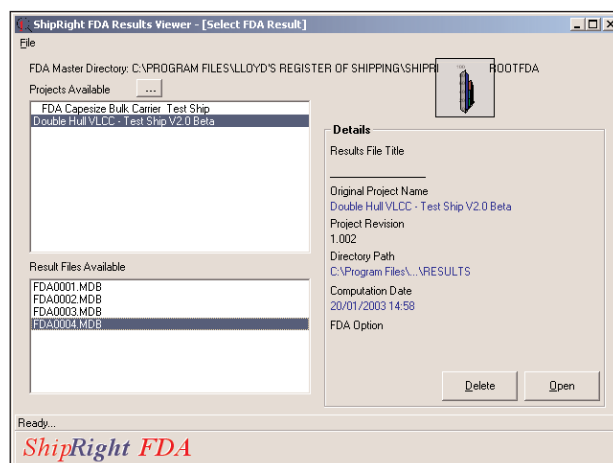 ShipRight FDA Results Viewer - [Select FDA Result]
File
FDA Master Directory: C:\PROGRAM FILES\LLOYD'S REGISTER OF SHIPPING\SHIPRI ROOTFDA
Projects Available ...
FDA Capesize Bulk Carrier Test Ship
Double Hull VLCC - Test Ship V2.0 Beta
Details
Results File Title
Original Project Name
Double Hull VLCC - Test Ship V2.0 Beta
Project Revision
1.002
Directory Path
C:\Program Files\...\RESULTS
Computation Date
20/01/2003 14:58
FDA Option
Result Files Available
FDA0001.MDB
FDA0002.MDB
FDA0003.MDB
FDA0004.MDB
Delete Open
Ready...
ShipRight FDA